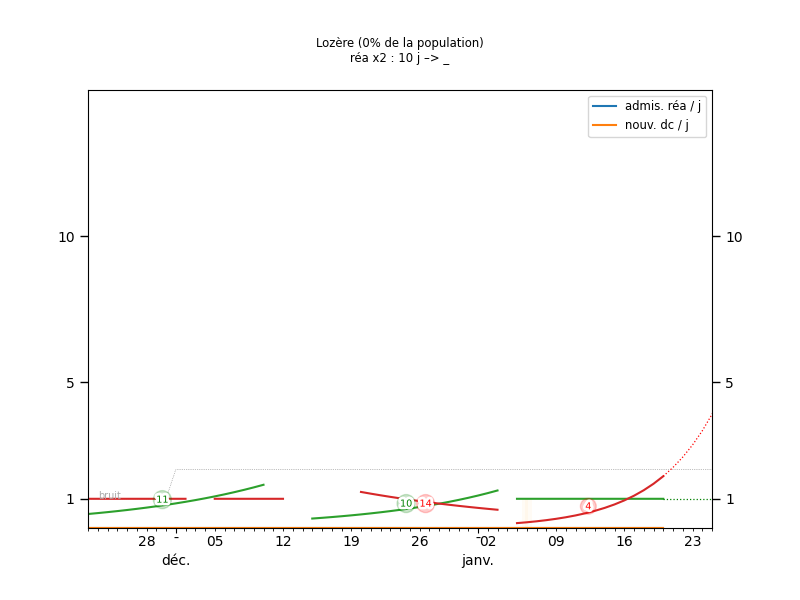 Lozère (0% de la population)
réa x2 : 10 j –> _
admis. réa / j
nouv. dc / j
10 10
5 5
1 bruit 11 10 14 4 1
28 05 12 19 26 02 09 16 23
déc. janv.